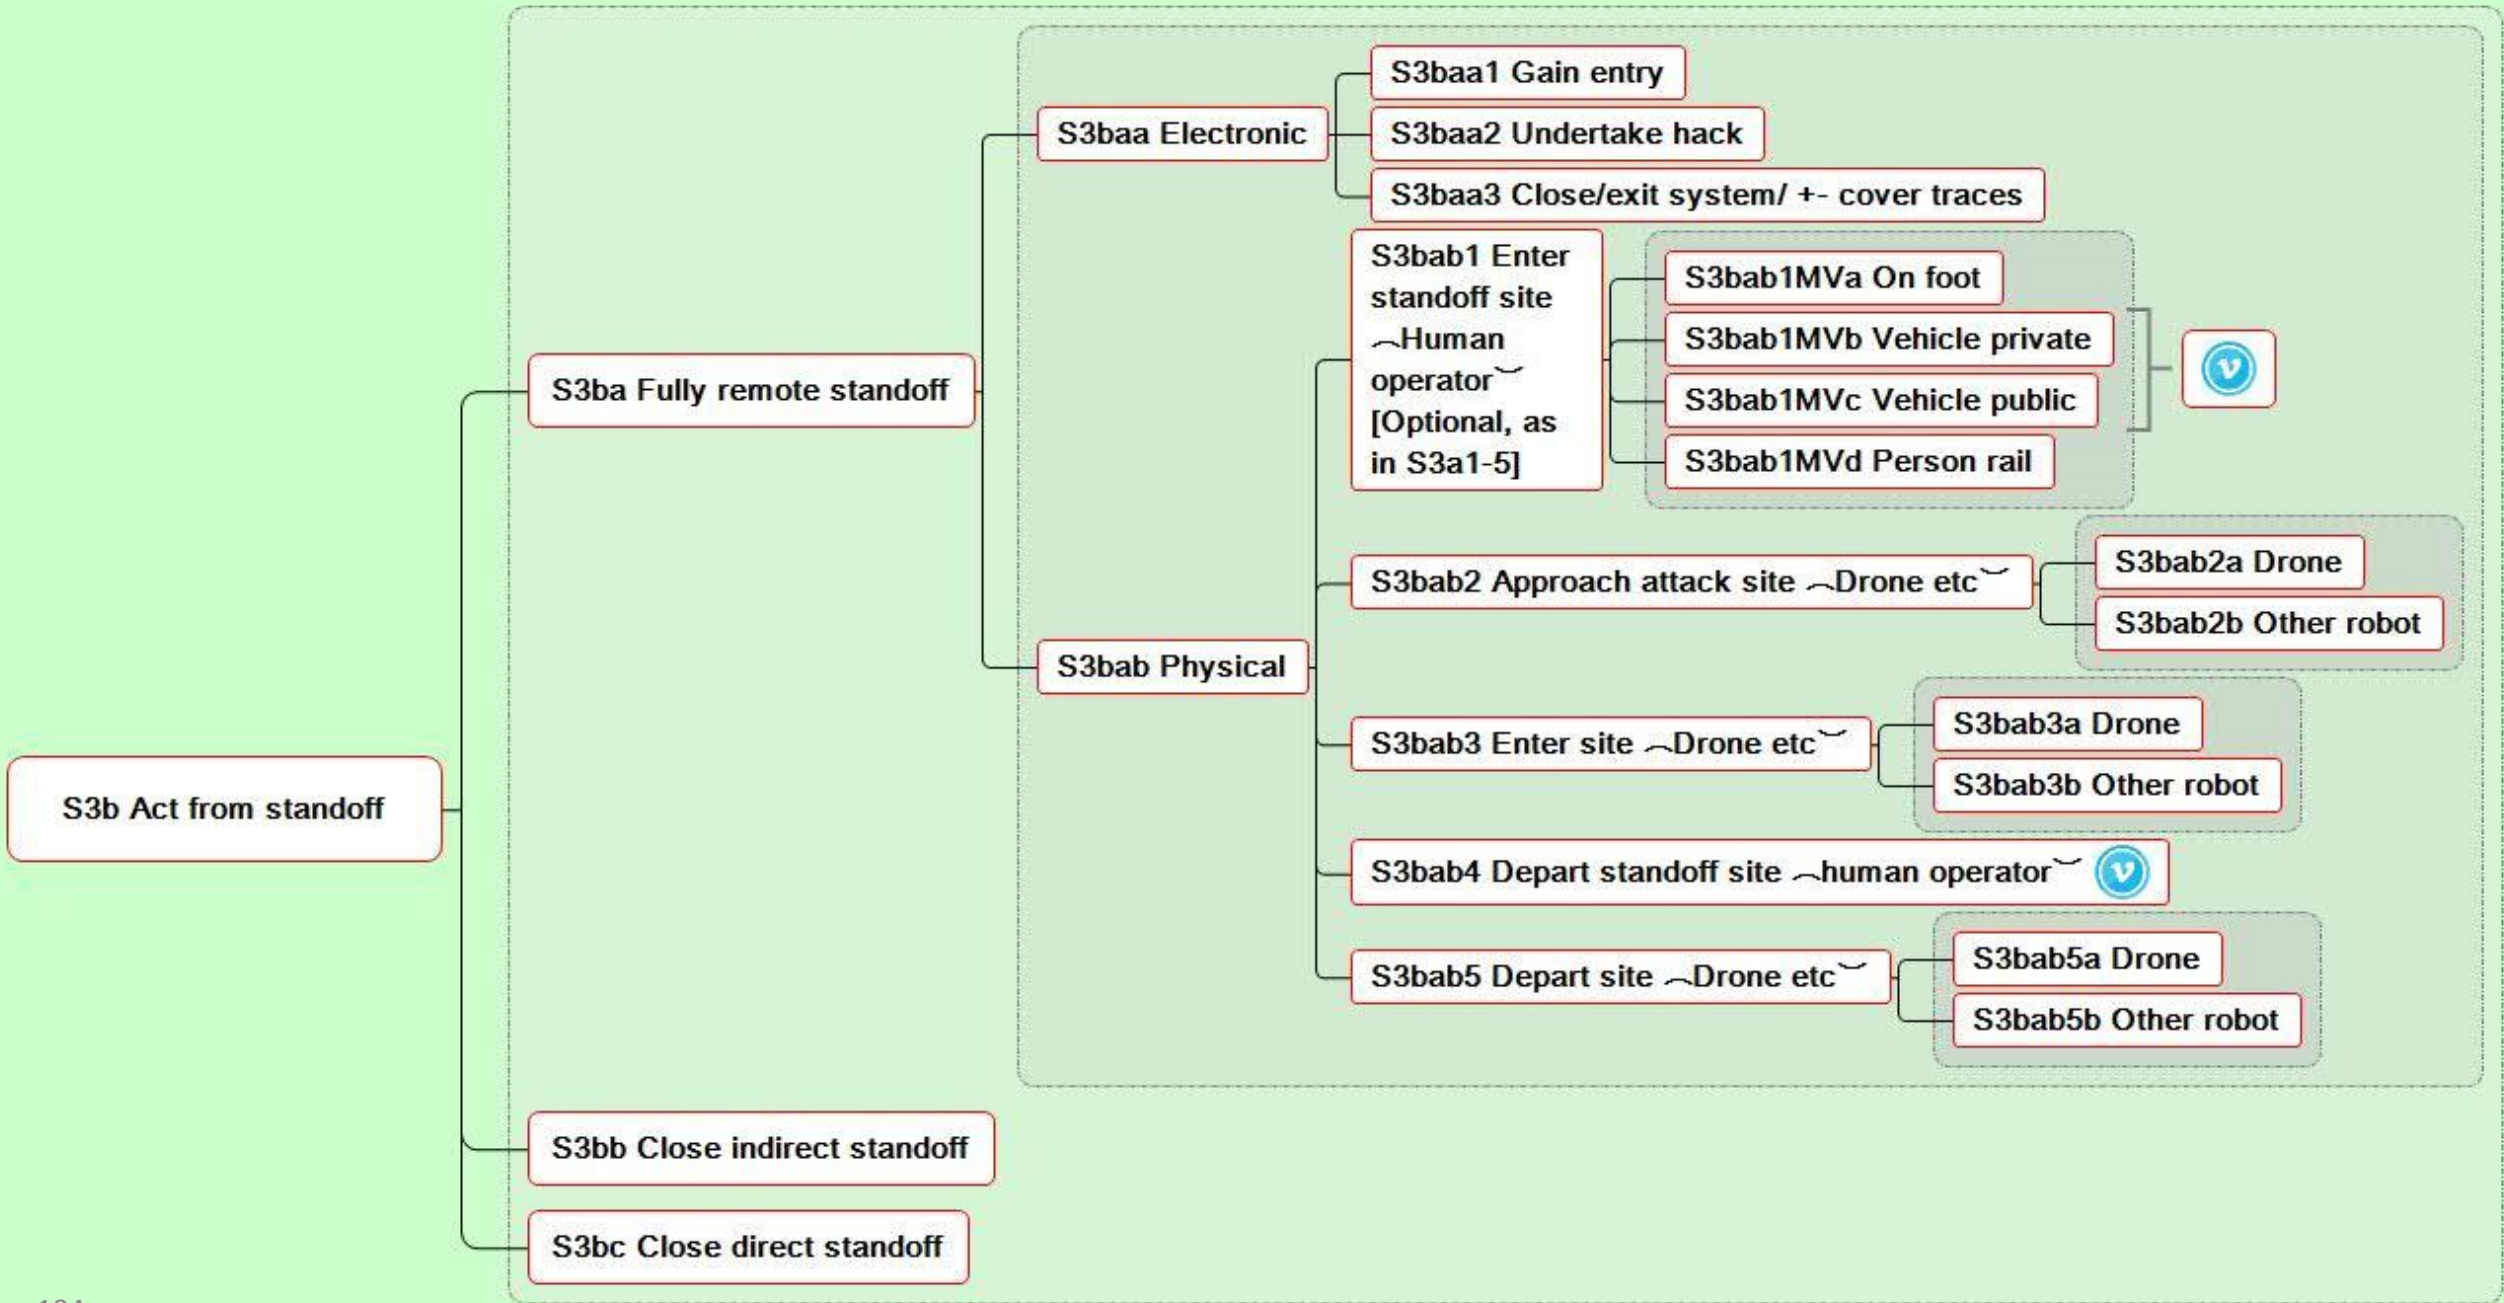 S3b Act from standoff
S3ba Fully remote standoff
S3baa Electronic
S3baa1 Gain entry
S3baa2 Undertake hack
S3baa3 Close/exit system/ +- cover traces
S3bab Physical
S3bab1 Enter
standoff site
⁔Human
operator⁔
[Optional, as
in S3a1-5]
S3bab1MVa On foot
S3bab1MVb Vehicle private
S3bab1MVc Vehicle public
S3bab1MVd Person rail
v
S3bab2 Approach attack site ⁔Drone etc⁔
S3bab2a Drone
S3bab2b Other robot
S3bab3 Enter site ⁔Drone etc⁔
S3bab3a Drone
S3bab3b Other robot
S3bab4 Depart standoff site ⁔human operator⁔ v
S3bab5 Depart site ⁔Drone etc⁔
S3bab5a Drone
S3bab5b Other robot
S3bb Close indirect standoff
S3bc Close direct standoff